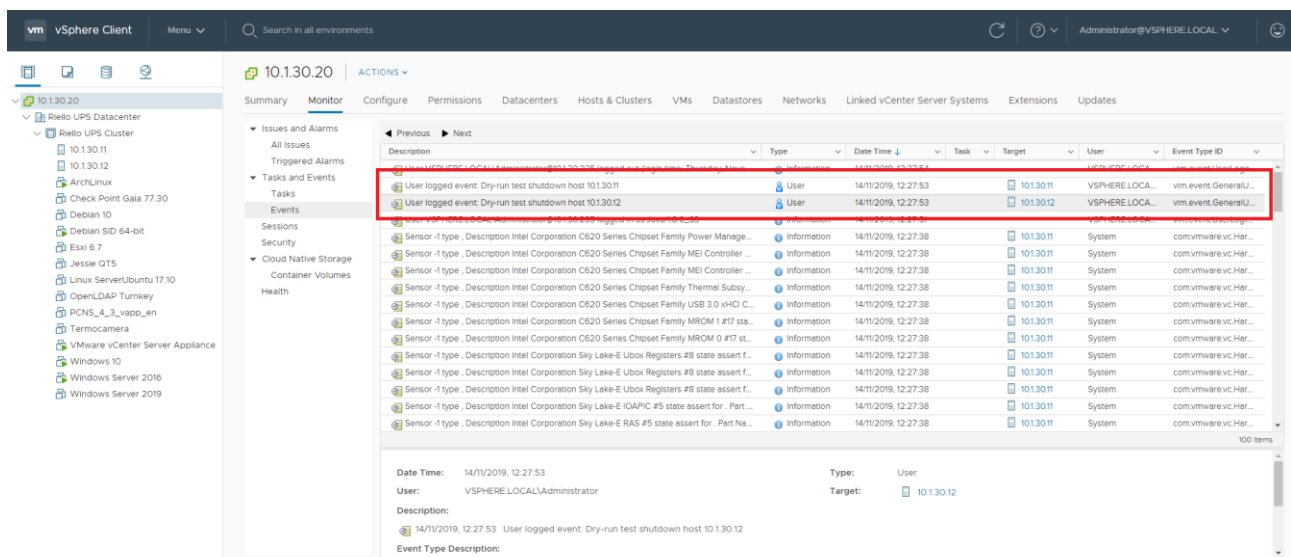 vm vSphere Client Menu Search in all environments Administrator@VSPHERE.LOCAL
10.1.30.20 ACTIONS
Summary Monitor Configure Permissions Datacenters Hosts & Clusters VMs Datastores Networks Linked vCenter Server Systems Extensions Updates
10.1.30.20
Riello UPS Datacenter
Riello UPS Cluster
10.1.30.11
10.1.30.12
ArchLinux
Check Point Gaia 77.30
Debian 10
Debian SID 64-bit
Esxi 6.7
Jessie QT5
Linux ServerUbuntu 17.10
OpenLDAP Turnkey
PCNS_4_3_vapp_en
Termocamera
VMware vCenter Server Appliance
Windows 10
Windows Server 2016
Windows Server 2019
Issues and Alarms
All Issues
Triggered Alarms
Tasks and Events
Tasks
Events
Sessions
Security
Cloud Native Storage
Container Volumes
Health
Previous Next
Description Type Date Time Task Target User Event Type ID
User logged event: Dry-run test shutdown host 10.1.30.11 User 14/11/2019, 12:27:53 10.1.30.11 VSPHERE.LOCA... vim.event.GeneralU...
User logged event: Dry-run test shutdown host 10.1.30.12 User 14/11/2019, 12:27:53 10.1.30.12 VSPHERE.LOCA... vim.event.GeneralU...
Sensor -1 type , Description Intel Corporation C620 Series Chipset Family Power Manage... Information 14/11/2019, 12:27:38 10.1.30.11 System com.vmware.vc.Har...
Sensor -1 type , Description Intel Corporation C620 Series Chipset Family MEI Controller ... Information 14/11/2019, 12:27:38 10.1.30.11 System com.vmware.vc.Har...
Sensor -1 type , Description Intel Corporation C620 Series Chipset Family MEI Controller ... Information 14/11/2019, 12:27:38 10.1.30.11 System com.vmware.vc.Har...
Sensor -1 type , Description Intel Corporation C620 Series Chipset Family Thermal Subsy... Information 14/11/2019, 12:27:38 10.1.30.11 System com.vmware.vc.Har...
Sensor -1 type , Description Intel Corporation C620 Series Chipset Family USB 3.0 xHCI C... Information 14/11/2019, 12:27:38 10.1.30.11 System com.vmware.vc.Har...
Sensor -1 type , Description Intel Corporation C620 Series Chipset Family MROM 1 #17 sta... Information 14/11/2019, 12:27:38 10.1.30.11 System com.vmware.vc.Har...
Sensor -1 type , Description Intel Corporation C620 Series Chipset Family MROM 0 #17 st... Information 14/11/2019, 12:27:38 10.1.30.11 System com.vmware.vc.Har...
Sensor -1 type , Description Intel Corporation Sky Lake-E Ubox Registers #8 state assert f... Information 14/11/2019, 12:27:38 10.1.30.11 System com.vmware.vc.Har...
Sensor -1 type , Description Intel Corporation Sky Lake-E Ubox Registers #8 state assert f... Information 14/11/2019, 12:27:38 10.1.30.11 System com.vmware.vc.Har...
Sensor -1 type , Description Intel Corporation Sky Lake-E Ubox Registers #8 state assert f... Information 14/11/2019, 12:27:38 10.1.30.11 System com.vmware.vc.Har...
Sensor -1 type , Description Intel Corporation Sky Lake-E IOAPIC #5 state assert for . Part ... Information 14/11/2019, 12:27:38 10.1.30.11 System com.vmware.vc.Har...
Sensor -1 type , Description Intel Corporation Sky Lake-E RAS #5 state assert for . Part Na... Information 14/11/2019, 12:27:38 10.1.30.11 System com.vmware.vc.Har...
100 items
Date Time: 14/11/2019, 12:27:53 Type: User
User: VSPHERE.LOCAL\Administrator Target: 10.1.30.12
Description:
14/11/2019, 12:27:53 User logged event: Dry-run test shutdown host 10.1.30.12
Event Type Description: